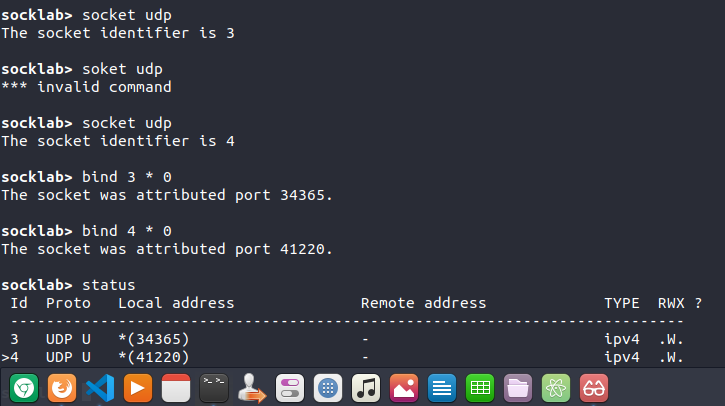 socklab> socket udp
The socket identifier is 3
socklab> soket udp
*** invalid command
socklab> socket udp
The socket identifier is 4
socklab> bind 3 * 0
The socket was attributed port 34365.
socklab> bind 4 * 0
The socket was attributed port 41220.
socklab> status
Id Proto Local address Remote address TYPE RWX ?
---------------------------------------------------------------------------
3 UDP U *(34365) - ipv4 .W.
>4 UDP U *(41220) - ipv4 .W.
>_ >_